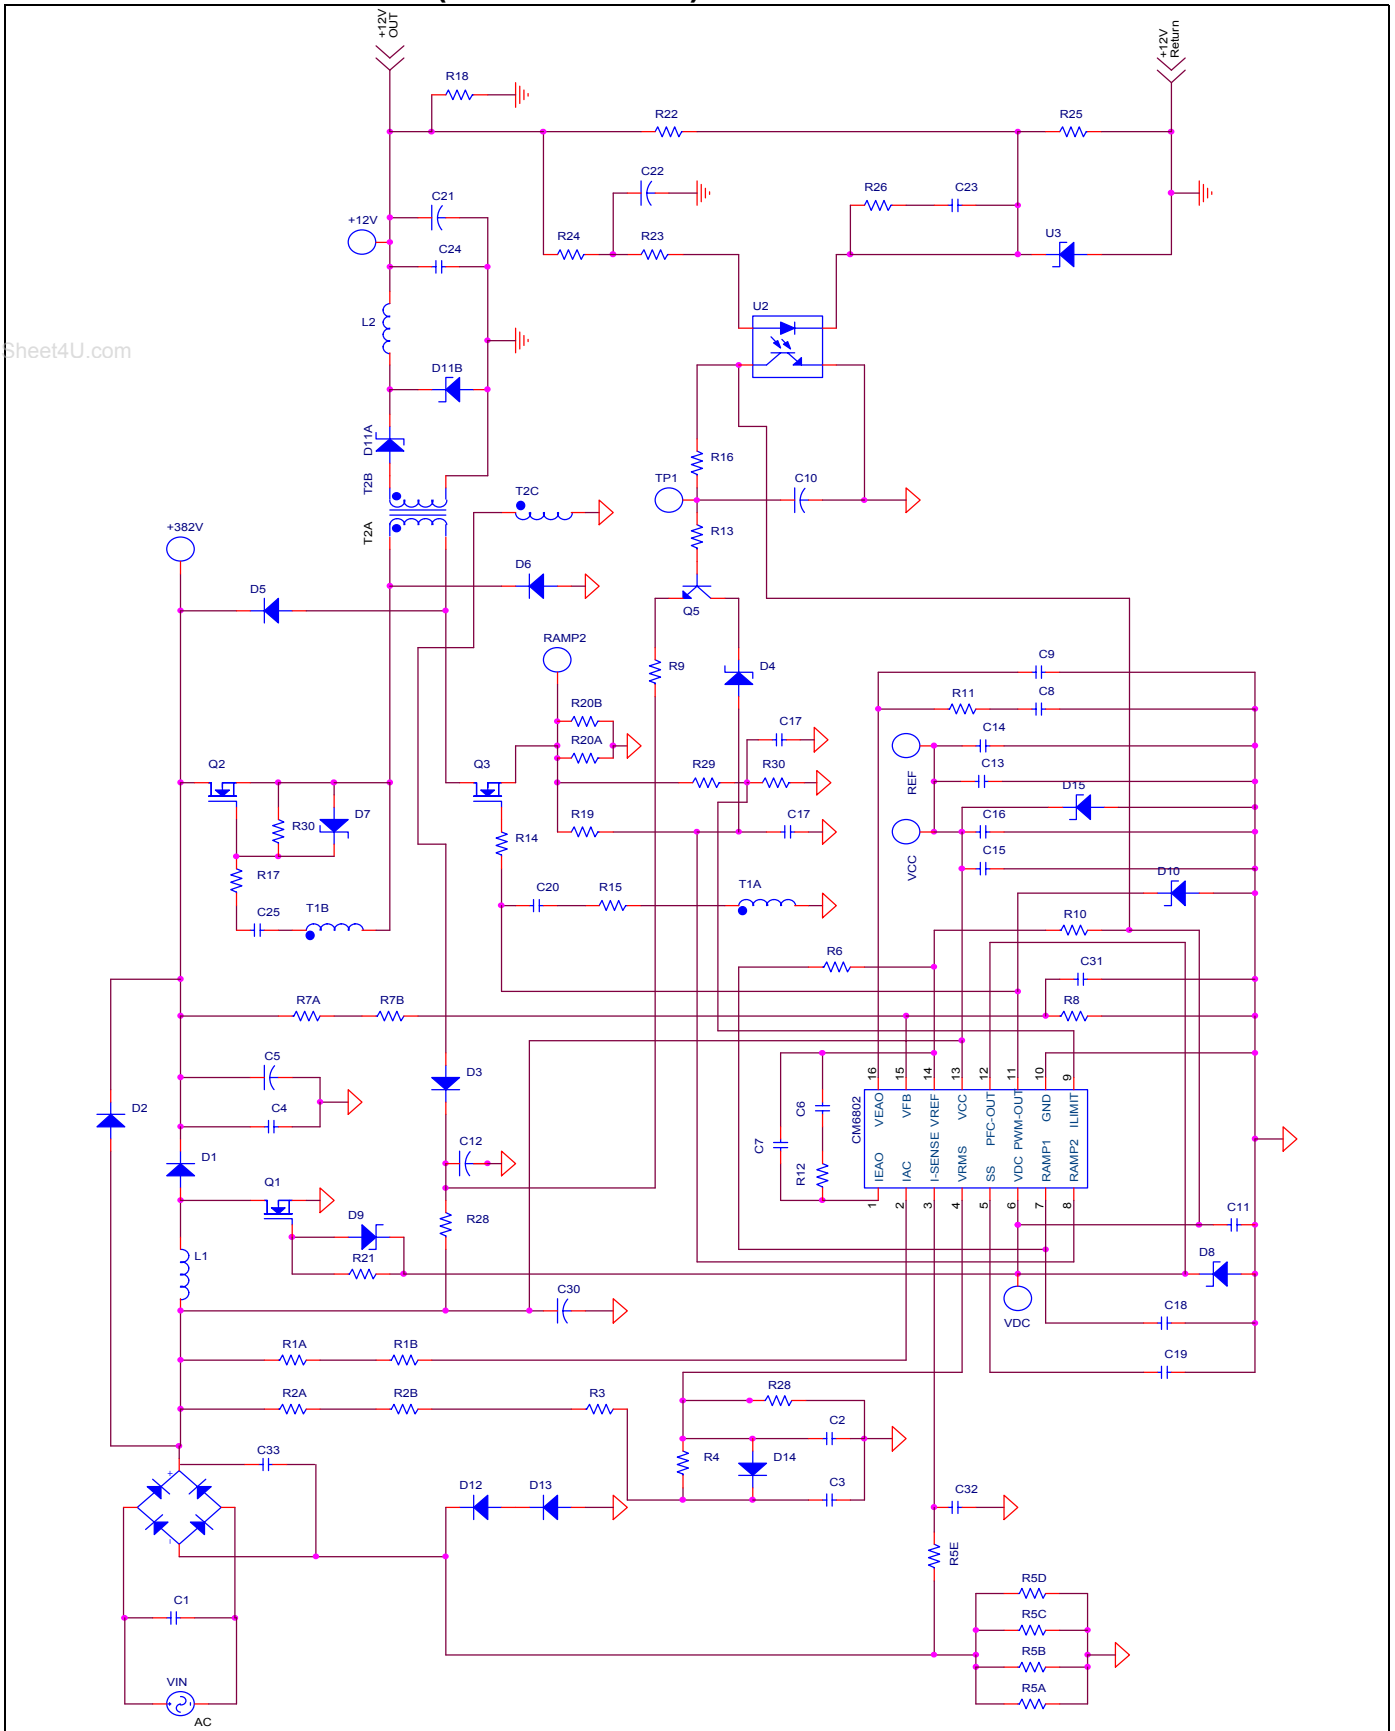 +12V
OUT
+12V
Return
R18
R22
R25
C22
R26
C23
C21
+12V
R24
R23
U3
C24
U2
L2
Sheet4U.com
D11B
D11A
R16
T2B
TP1
C10
T2C
T2A
+382V
R13
D6
D5
Q5
RAMP2
C9
R9
D4
R11
C8
R20B
C17
C14
R20A
REF
C13
Q2
Q3
R29
R30
D15
R30
D7
R19
C17
C16
R14
VCC
C15
R17
D10
C20
R15
T1A
C25
T1B
R10
R6
C31
R7A
R7B
R8
C5
D3
16
15
14
13
12
11
10
9
D2
C4
C6
CM6802
VEAO
VFB
VREF
VCC
PFC-OUT
PWM-OUT
GND
ILIMIT
C7
C12
D1
R12
IEAO
IAC
I-SENSE
VRMS
SS
VDC
RAMP1
RAMP2
Q1
1
2
3
4
5
6
7
8
C11
D9
R28
L1
R21
D8
C30
VDC
C18
R1A
R1B
C19
R2A
R2B
R3
R28
C2
C33
R4
D14
+
D12
D13
C3
C32
-
R5E
R5D
C1
R5C
R5B
VIN
R5A
AC